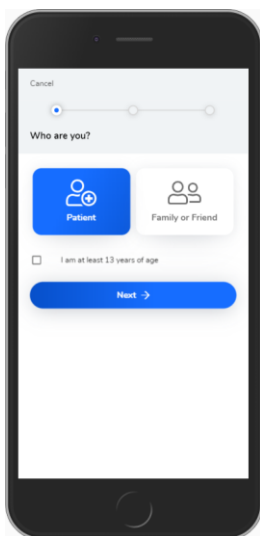 Cancel
Who are you?
Patient
Family or Friend
I am at least 13 years of age
Next →